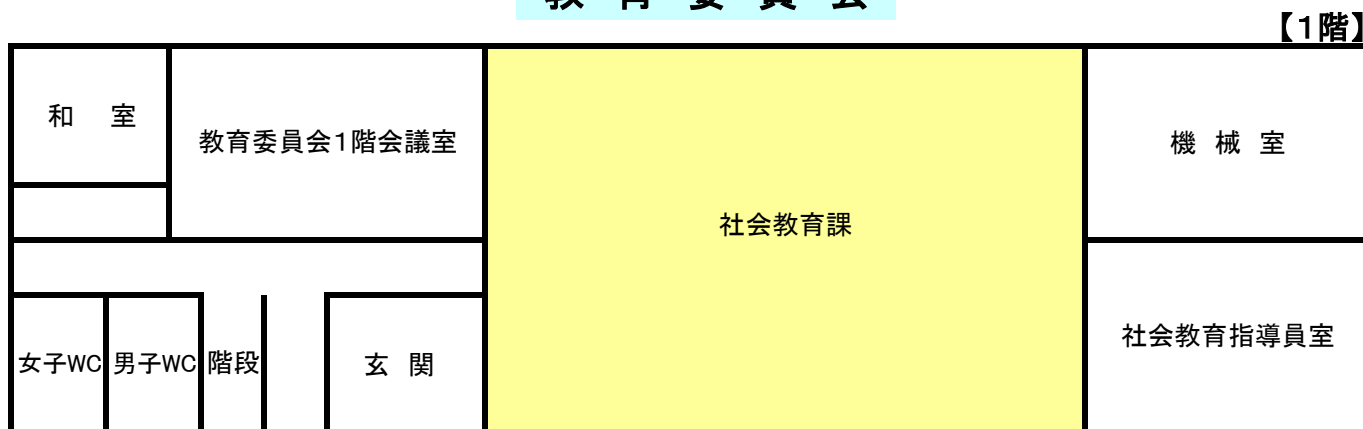 教育委員会
【1階】
和 室
教育委員会1階会議室
社会教育課
機 械 室
社会教育指導員室
女子WC
男子WC
階段
玄 関